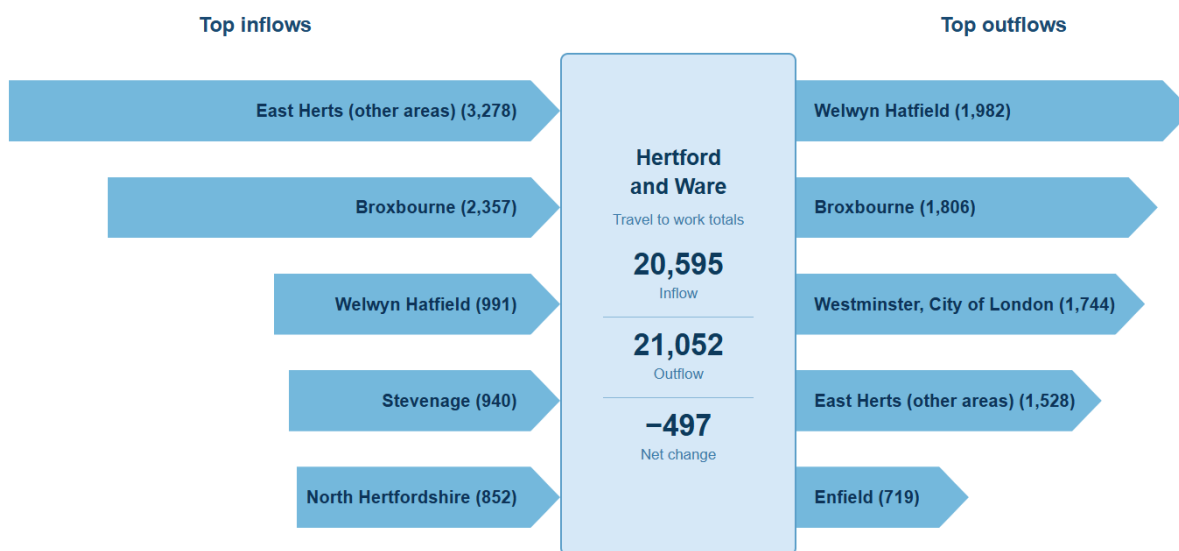 Top inflows
Top outflows
East Herts (other areas) (3,278)
Broxbourne (2,357)
Welwyn Hatfield (991)
Stevenage (940)
North Hertfordshire (852)
Hertford
and Ware
Travel to work totals
20,595
Inflow
21,052
Outflow
−497
Net change
Welwyn Hatfield (1,982)
Broxbourne (1,806)
Westminster, City of London (1,744)
East Herts (other areas) (1,528)
Enfield (719)